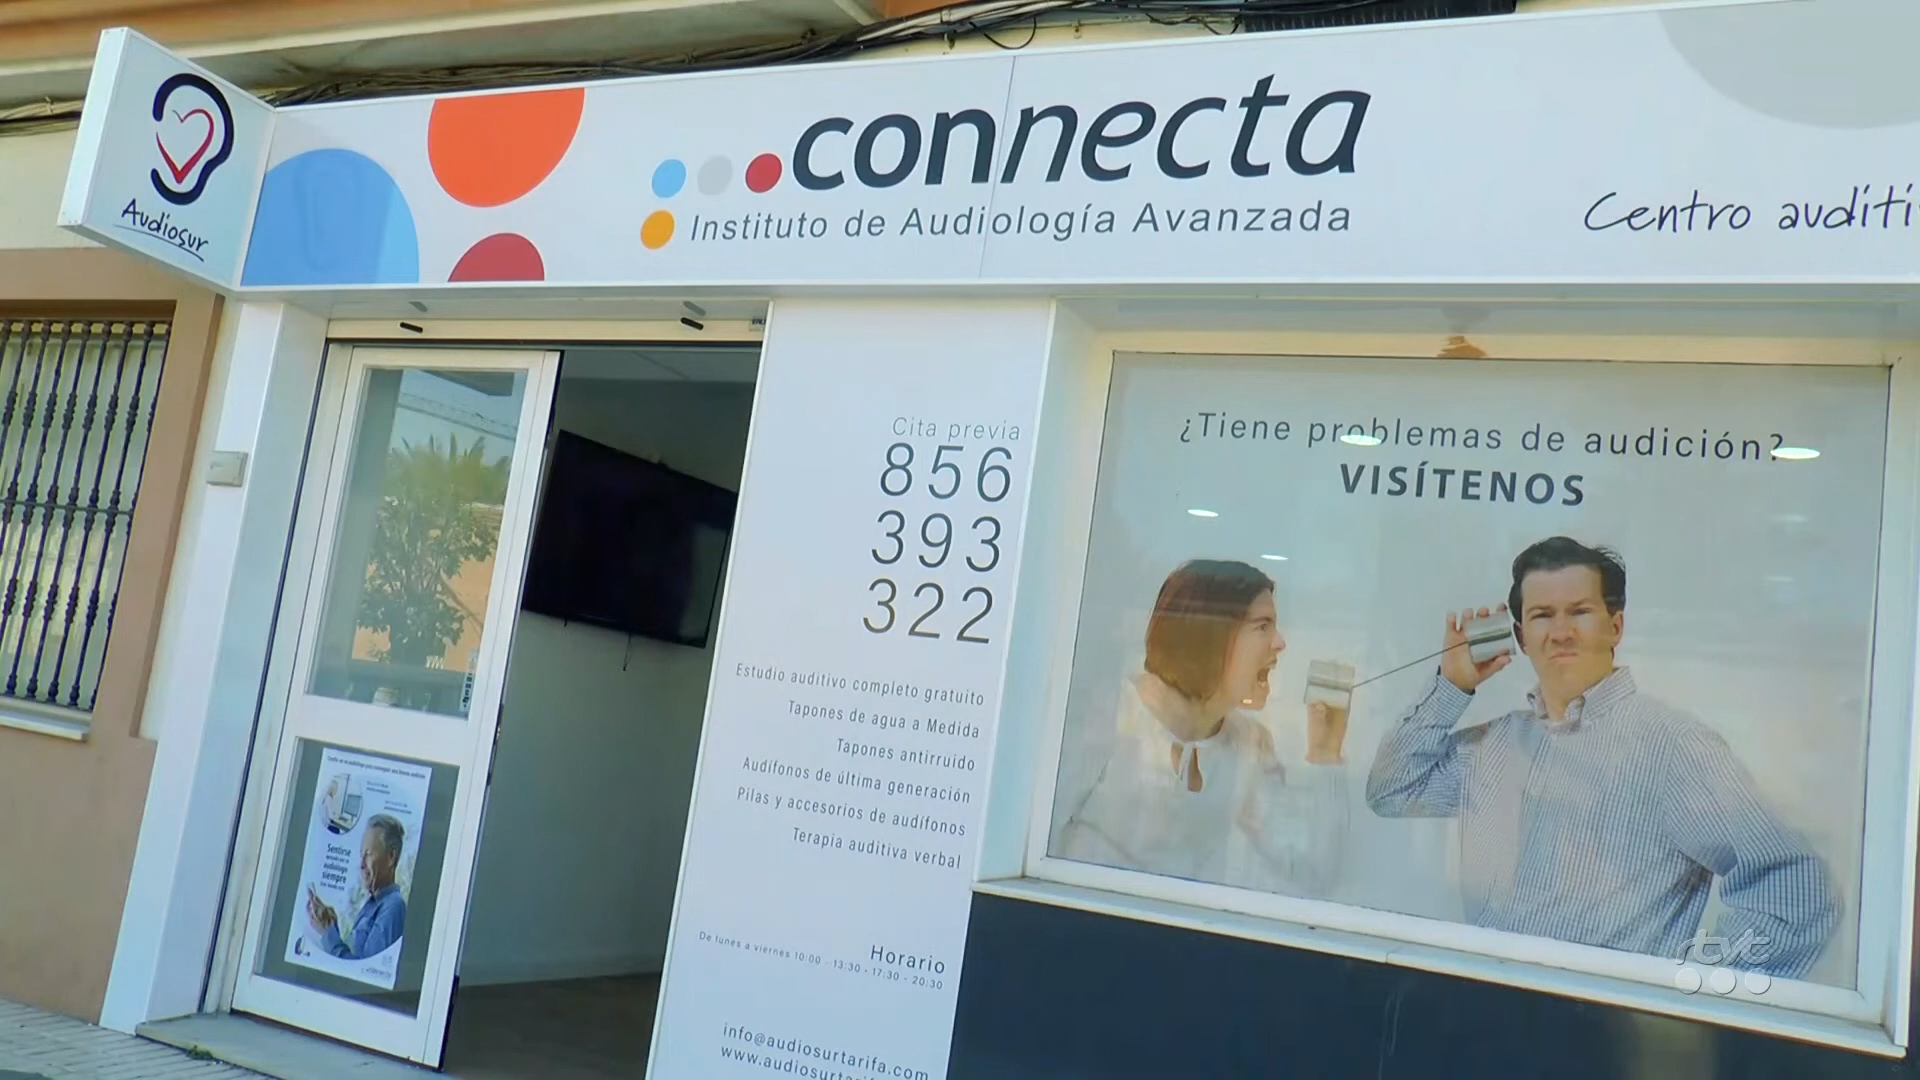 Audiosur
.connecta
Instituto de Audiología Avanzada
Centro auditi
Cita previa
856
393
322
Estudio auditivo completo gratuito
Tapones de agua a Medida
Tapones antirruido
Audífonos de última generación
Pilas y accesorios de audífonos
Terapia auditiva verbal
Horario
De lunes a viernes 10:00 - 13:30 - 17:30 - 20:30
info@audiosurtarifa.com
www.audiosurtarifa
¿Tiene problemas de audición?
VISÍTENOS
Sentirse
audiólogo
siempre
connecta
rtvt